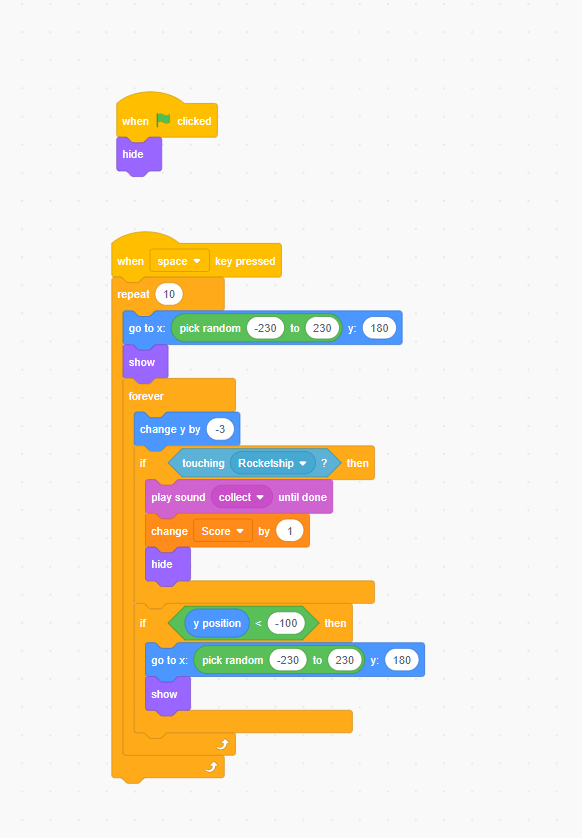 when clicked
hide
when space key pressed
repeat 10
go to x: pick random -230 to 230 y: 180
show
forever
change y by -3
if touching Rocketship ? then
play sound collect until done
change Score by 1
hide
if y position < -100 then
go to x: pick random -230 to 230 y: 180
show